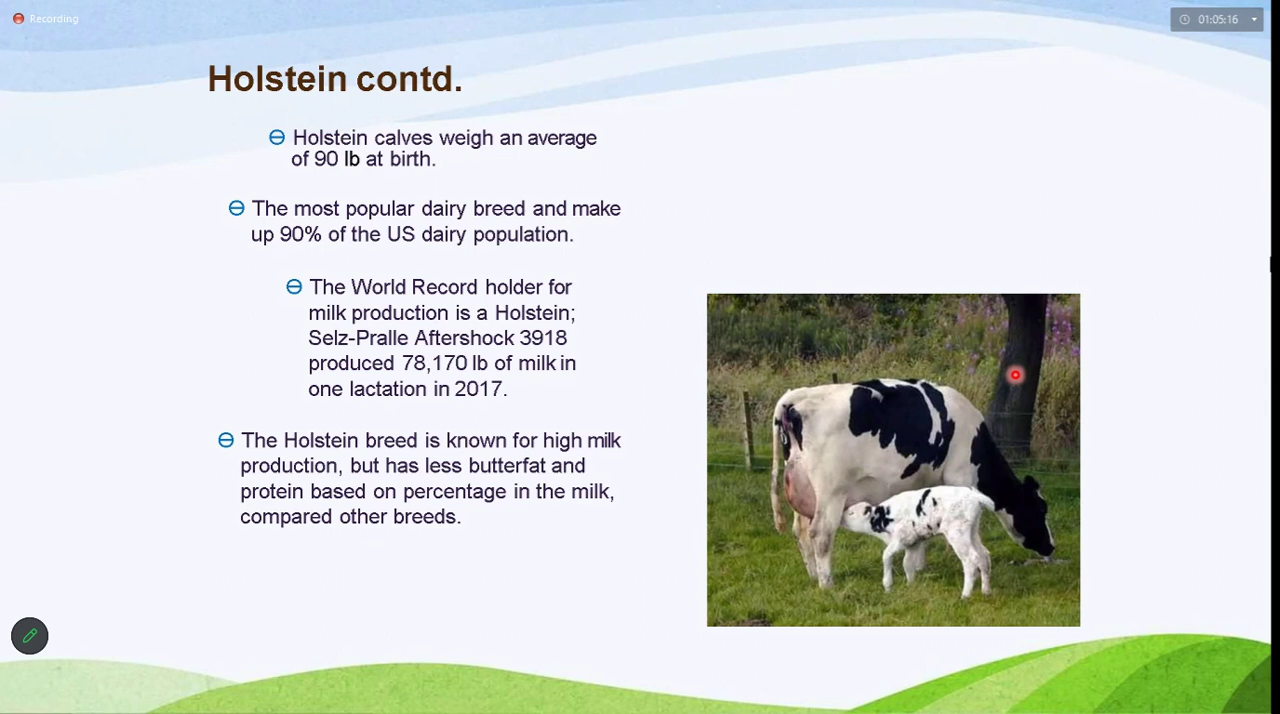 Recording
01:05:16
Holstein contd.
Holstein calves weigh an average
of 90 lb at birth.
The most popular dairy breed and make
up 90% of the US dairy population.
The World Record holder for
milk production is a Holstein;
Selz-Pralle Aftershock 3918
produced 78,170 lb of milk in
one lactation in 2017.
The Holstein breed is known for high milk
production, but has less butterfat and
protein based on percentage in the milk,
compared other breeds.